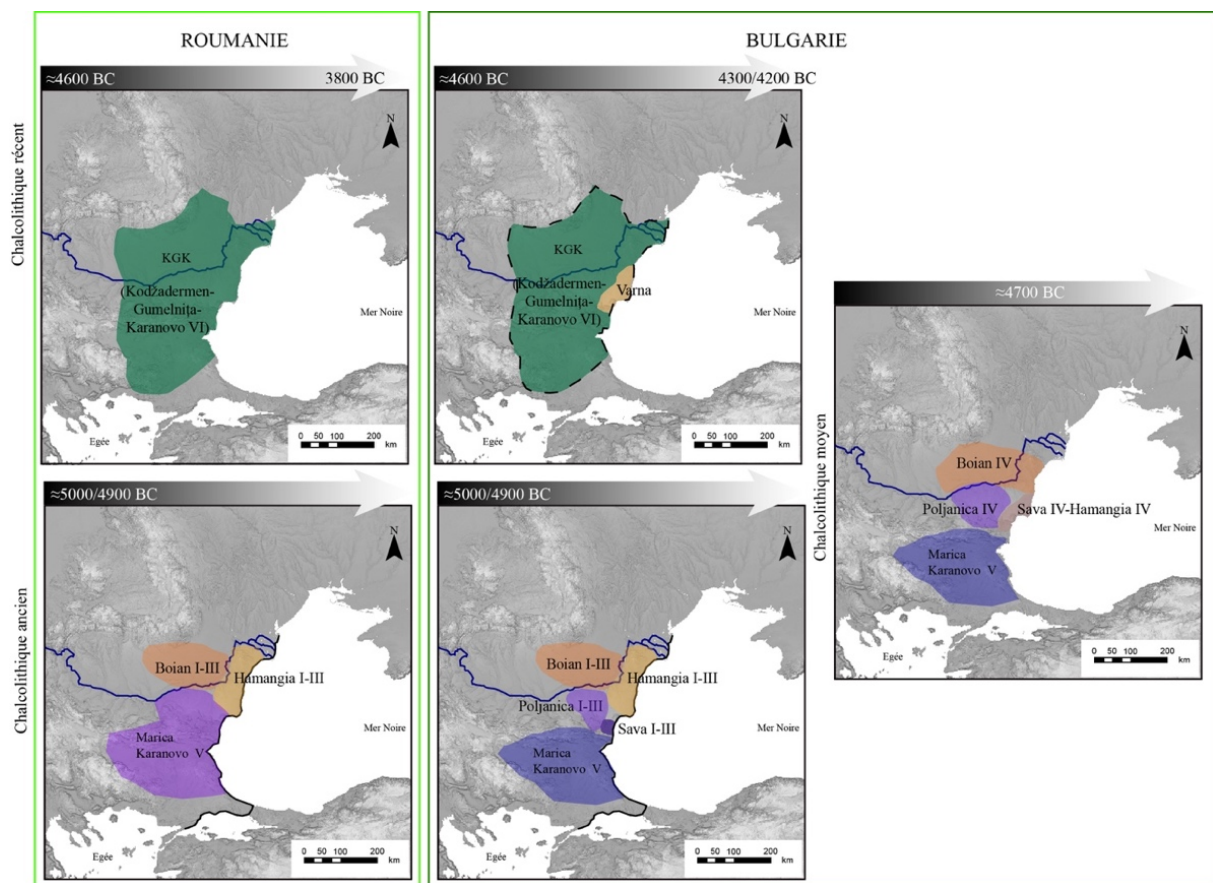 ROUMANIE
BULGARIE
Chalcolithique récent
≈4600 BC
3800 BC
N
KGK
(Kodžadermen-
Gumelnița-
Karanovo VI)
Mer Noire
Egée
0 50 100 200
km
≈4600 BC
4300/4200 BC
N
KGK
(Kodžadermen-
Gumelnița-
Karanovo VI)
Varna
Mer Noire
Egée
0 50 100 200
km
Chalcolithique moyen
≈4700 BC
N
Boian IV
Poljanica IV
Sava IV-Hamangia IV
Marica
Karanovo V
Mer Noire
Egée
0 50 100 200
km
Chalcolithique ancien
≈5000/4900 BC
N
Boian I-III
Hamangia I-III
Marica
Karanovo V
Mer Noire
Egée
0 50 100 200
km
≈5000/4900 BC
N
Boian I-III
Hamangia I-III
Poljanica I-III
Sava I-III
Marica
Karanovo V
Mer Noire
Egée
0 50 100 200
km